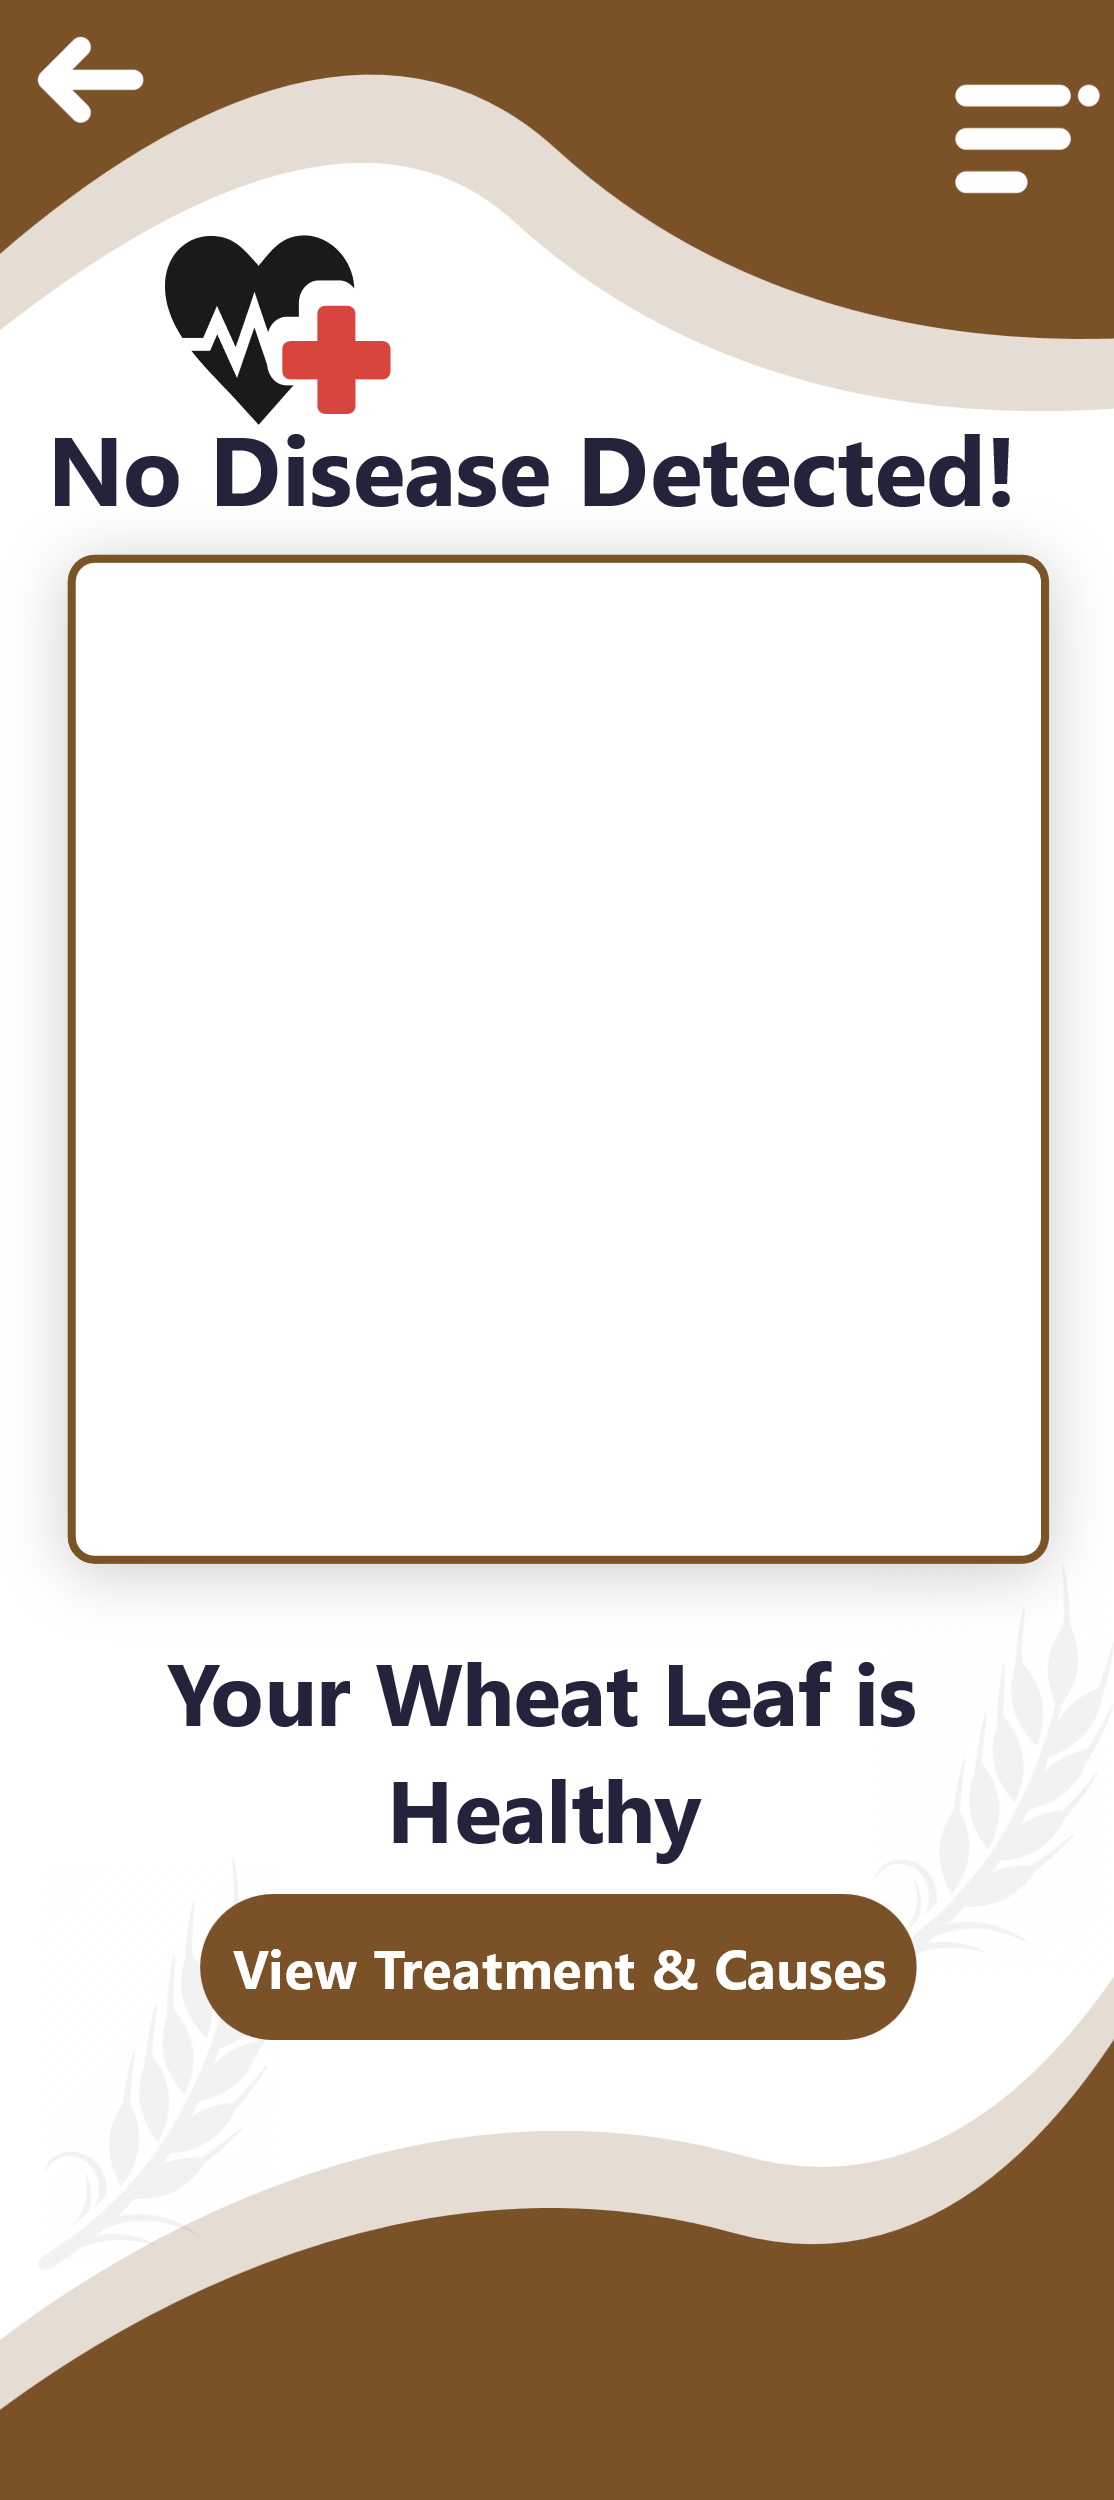 No Disease Detected!
Your Wheat Leaf is
Healthy
View Treatment & Causes